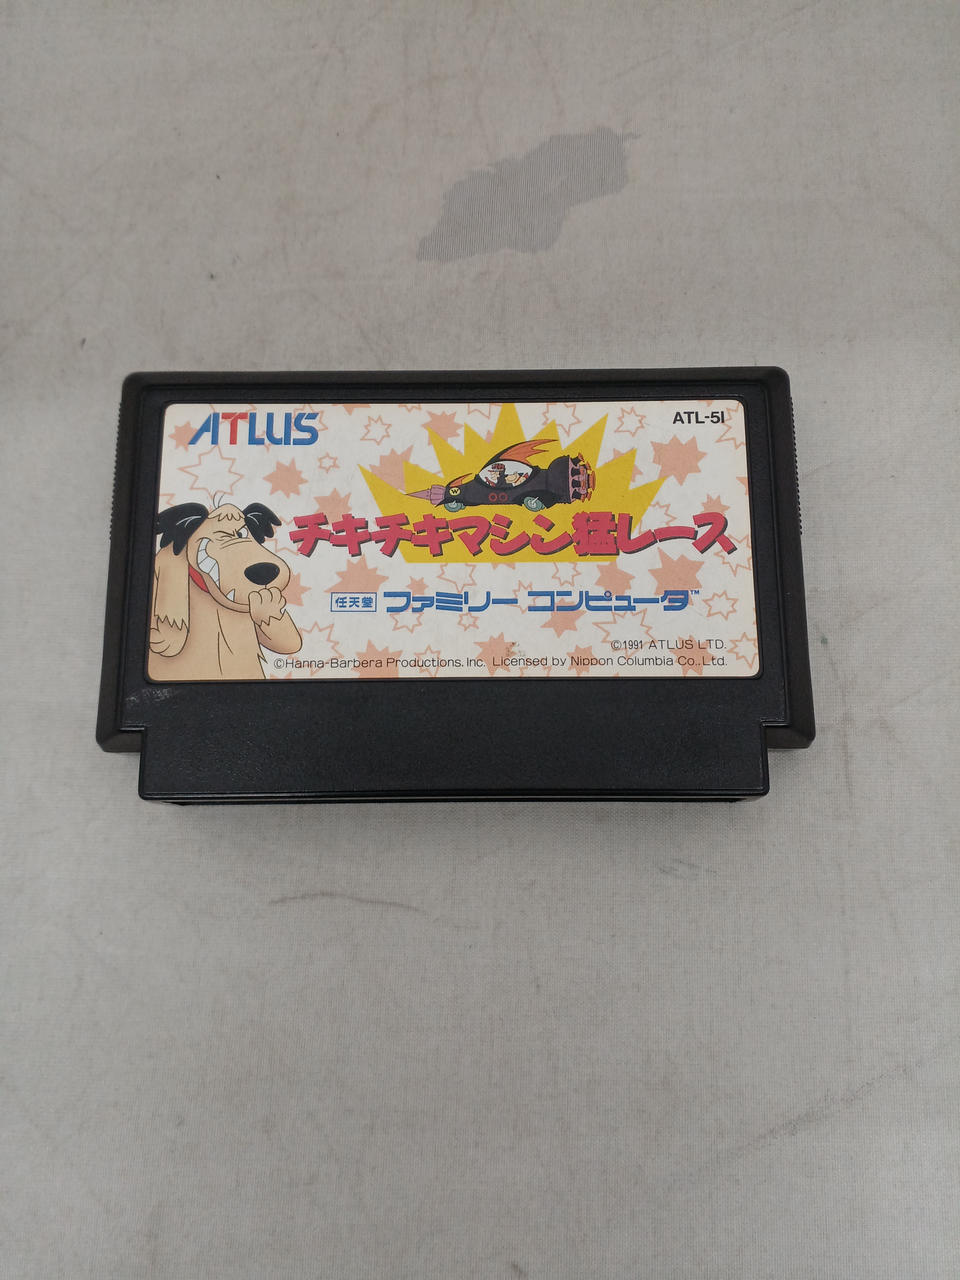 ATLUS
ATL-5I
W
チキチキマシン猛レース
任天堂 ファミリー コンピュータ™
©1991 ATLUS LTD.
©Hanna-Barbera Productions, Inc. Licensed by Nippon Columbia Co., Ltd.